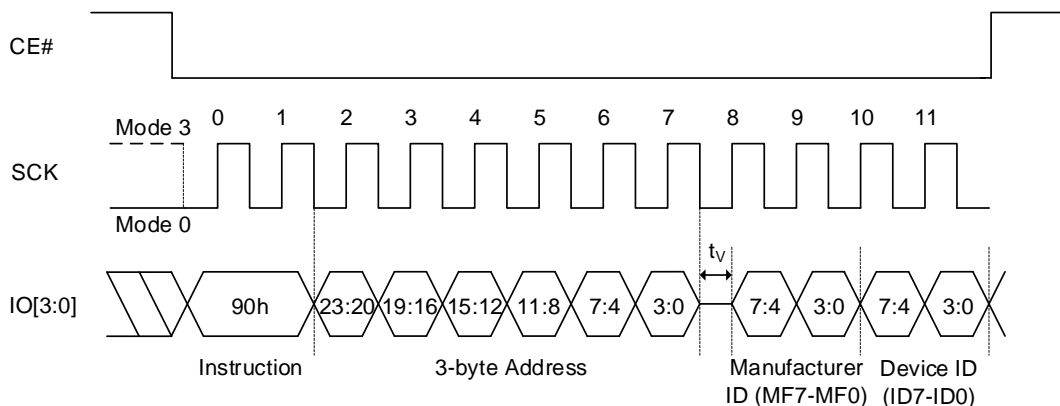 CE#
0 1 2 3 4 5 6 7 8 9 10 11
Mode 3
SCK
Mode 0
tV
IO[3:0]
90h 23:20 19:16 15:12 11:8 7:4 3:0 7:4 3:0 7:4 3:0
Instruction 3-byte Address Manufacturer Device ID
ID (MF7-MF0) (ID7-ID0)